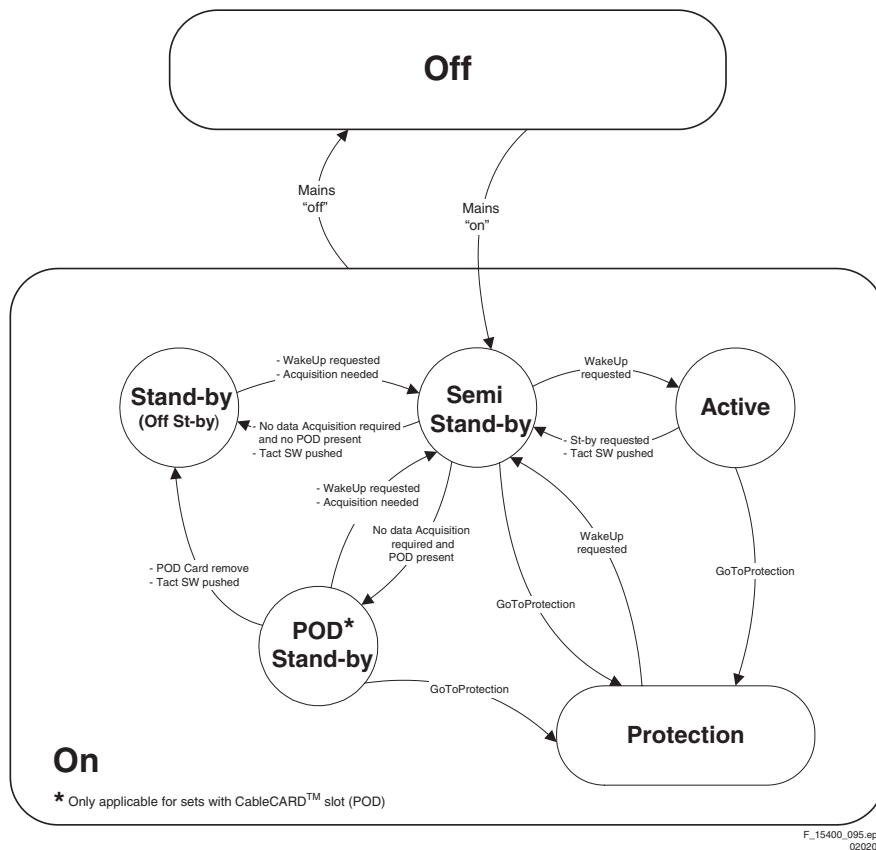 Off
Mains
“off”
Mains
“on”
- WakeUp requested
- Acquisition needed
WakeUp
requested
Stand-by
(Off St-by)
Semi
Stand-by
Active
- No data Acquisition required
and no POD present
- Tact SW pushed
- St-by requested
- Tact SW pushed
- WakeUp requested
- Acquisition needed
No data Acquisition
required and
POD present
WakeUp
requested
- POD Card remove
- Tact SW pushed
GoToProtection
GoToProtection
POD*
Stand-by
GoToProtection
Protection
On
* Only applicable for sets with CableCARD™ slot (POD)
F_15400_095.ep
02020